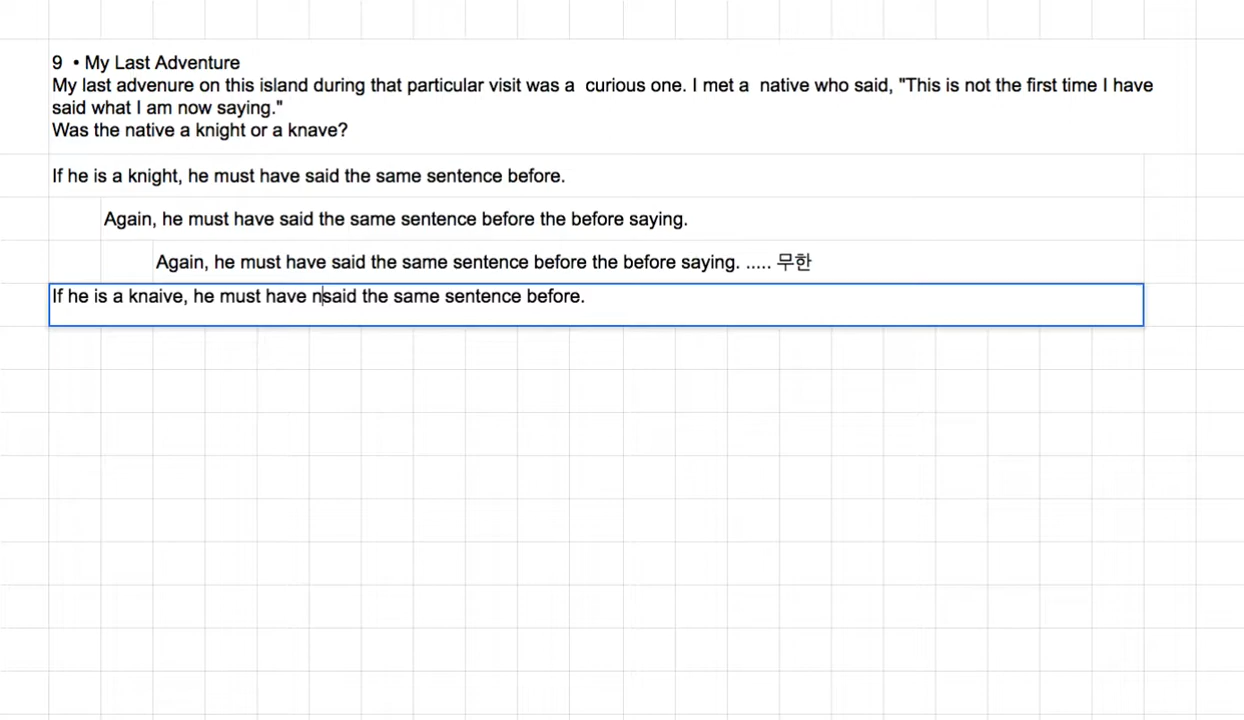 9 • My Last Adventure
My last advenure on this island during that particular visit was a curious one. I met a native who said, "This is not the first time I have
said what I am now saying."
Was the native a knight or a knave?
If he is a knight, he must have said the same sentence before.
Again, he must have said the same sentence before the before saying.
Again, he must have said the same sentence before the before saying. ..... 무한
If he is a knaive, he must have nsaid the same sentence before.